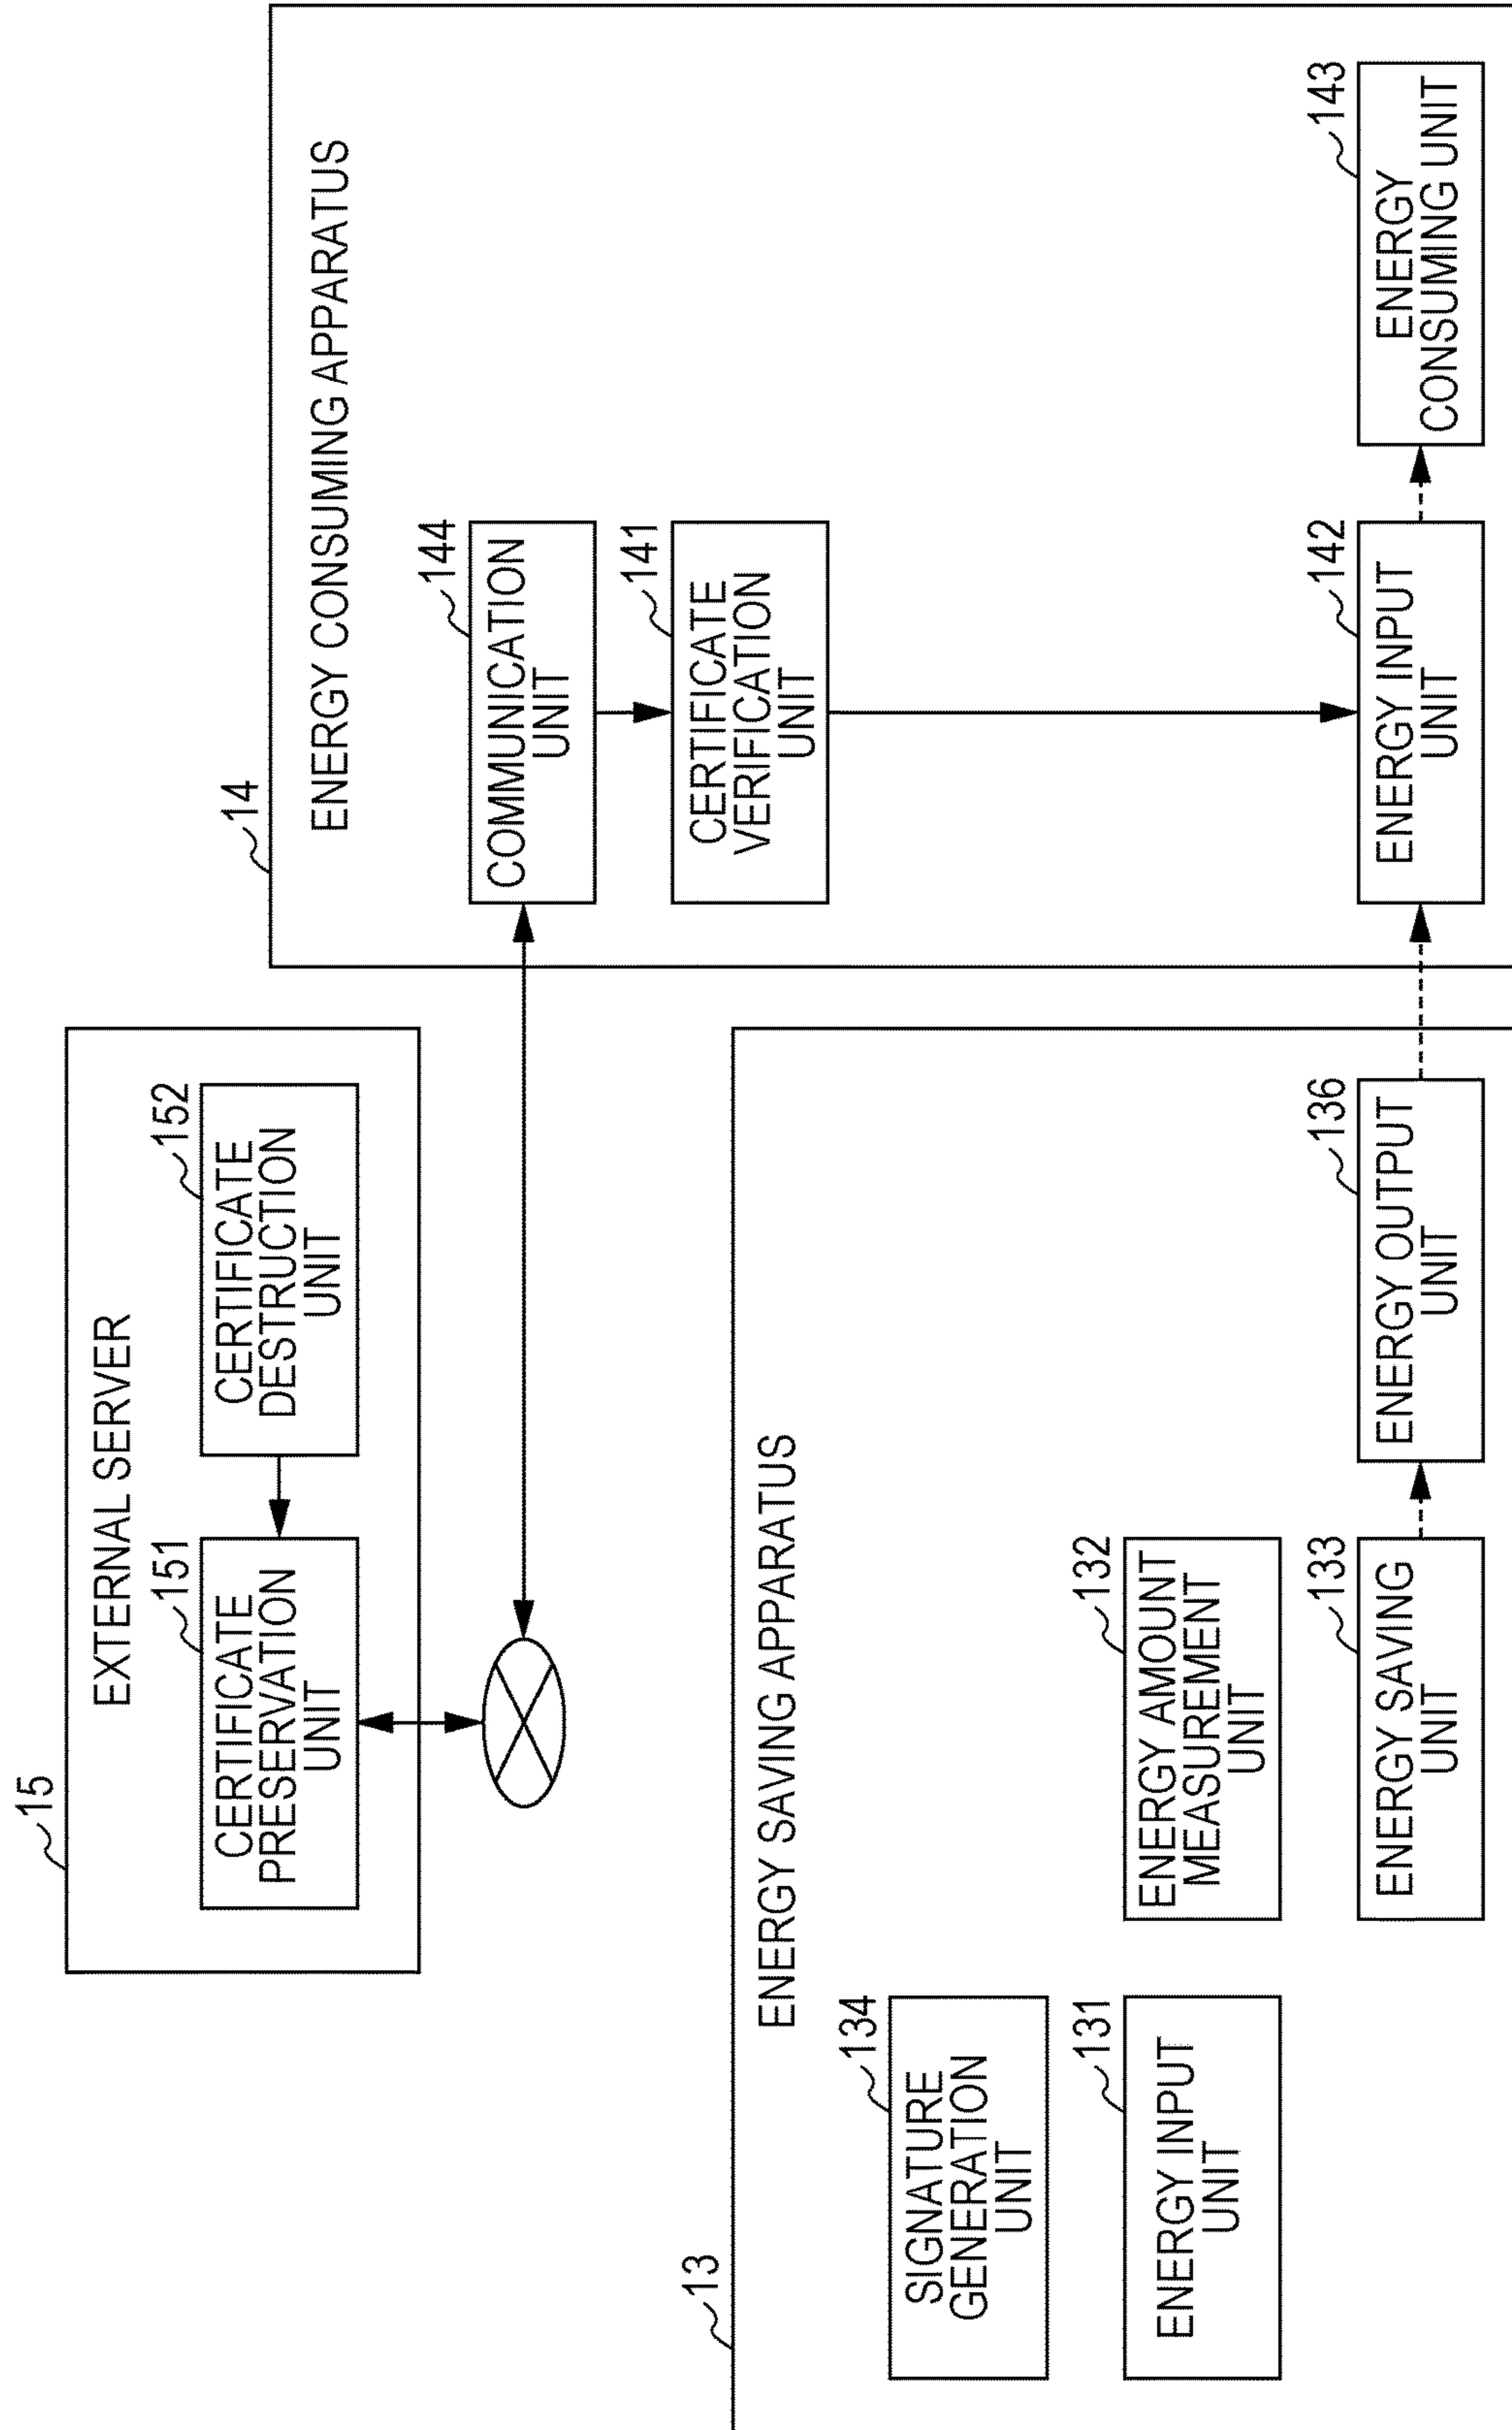 15
EXTERNAL SERVER
151
CERTIFICATE
PRESERVATION
UNIT
152
CERTIFICATE
DESTRUCTION
UNIT
14
ENERGY CONSUMING APPARATUS
144
COMMUNICATION
UNIT
141
CERTIFICATE
VERIFICATION
UNIT
142
ENERGY INPUT
UNIT
143
ENERGY
CONSUMING UNIT
13
ENERGY SAVING APPARATUS
134
SIGNATURE
GENERATION
UNIT
131
ENERGY INPUT
UNIT
132
ENERGY AMOUNT
MEASUREMENT
UNIT
133
ENERGY SAVING
UNIT
136
ENERGY OUTPUT
UNIT